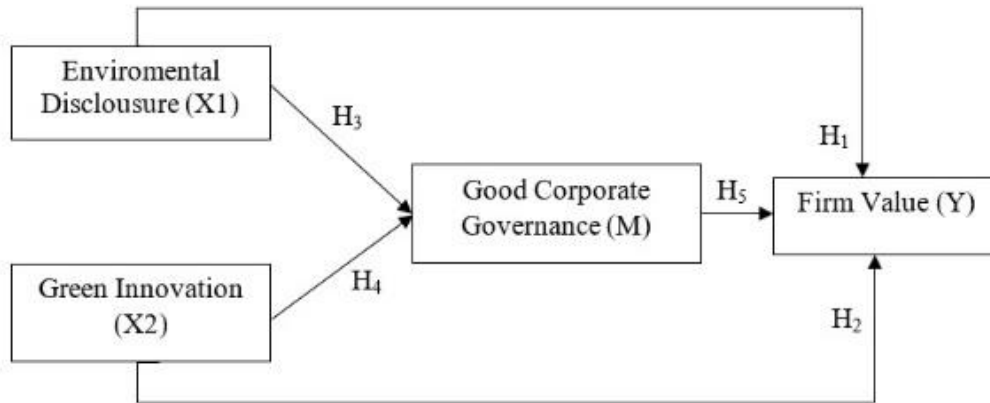 Enviromental
Disclousure (X1)
H3
H1
Good Corporate
Governance (M)
H5
Firm Value (Y)
Green Innovation
(X2)
H4
H2